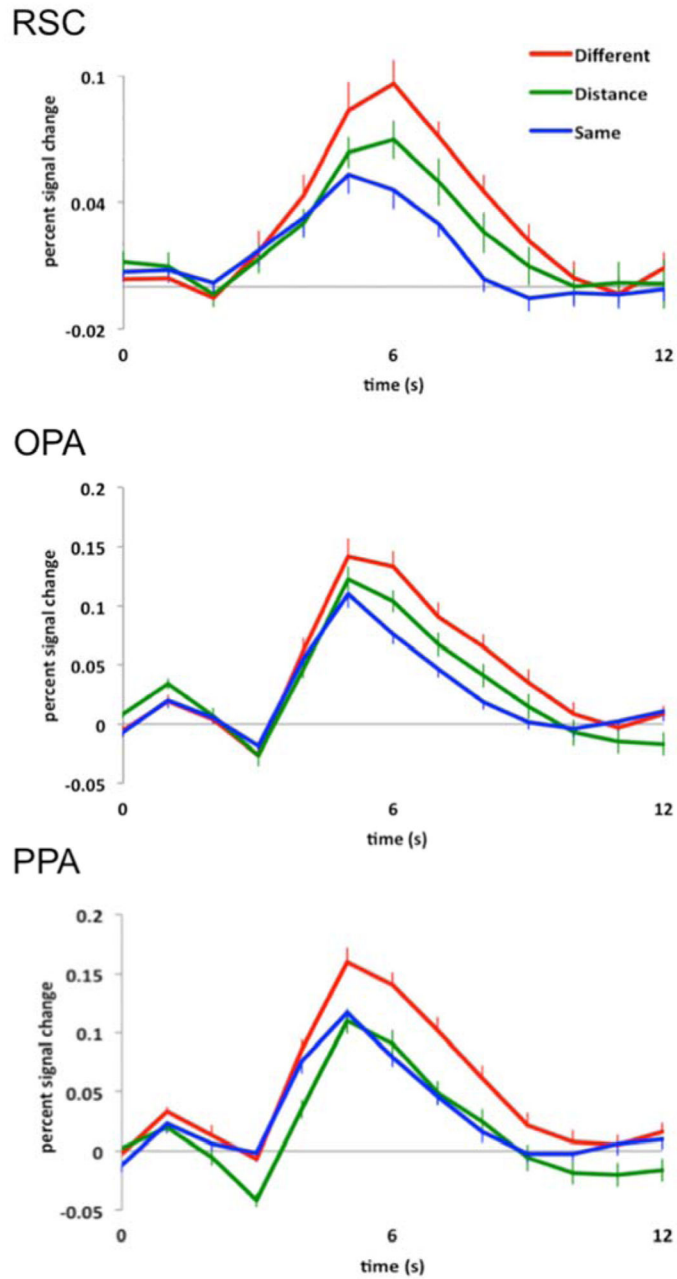 RSC
Different
Distance
Same
percent signal change
0.1
0.04
-0.02
0
6
12
time (s)
OPA
percent signal change
0.2
0.15
0.1
0.05
0
-0.05
0
6
12
time (s)
PPA
percent signal change
0.2
0.15
0.1
0.05
0
-0.05
0
6
12
time (s)